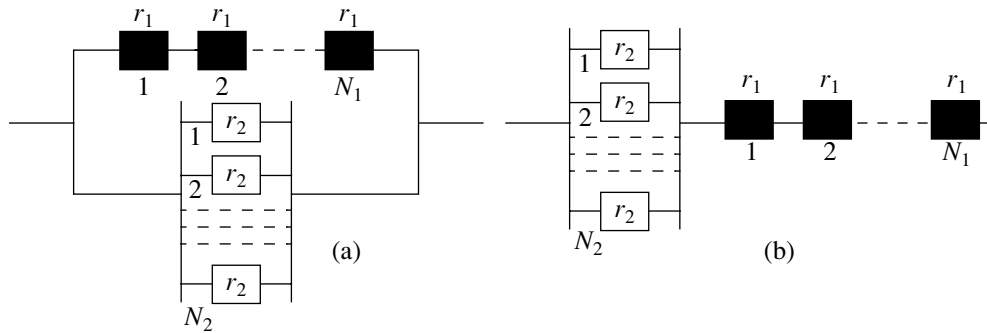 r₁ r₁ r₁
1 2 N₁
1 r₂
2 r₂
r₂
N₂
(a)
1 r₂
2 r₂
r₂
N₂
r₁ r₁ r₁
1 2 N₁
(b)